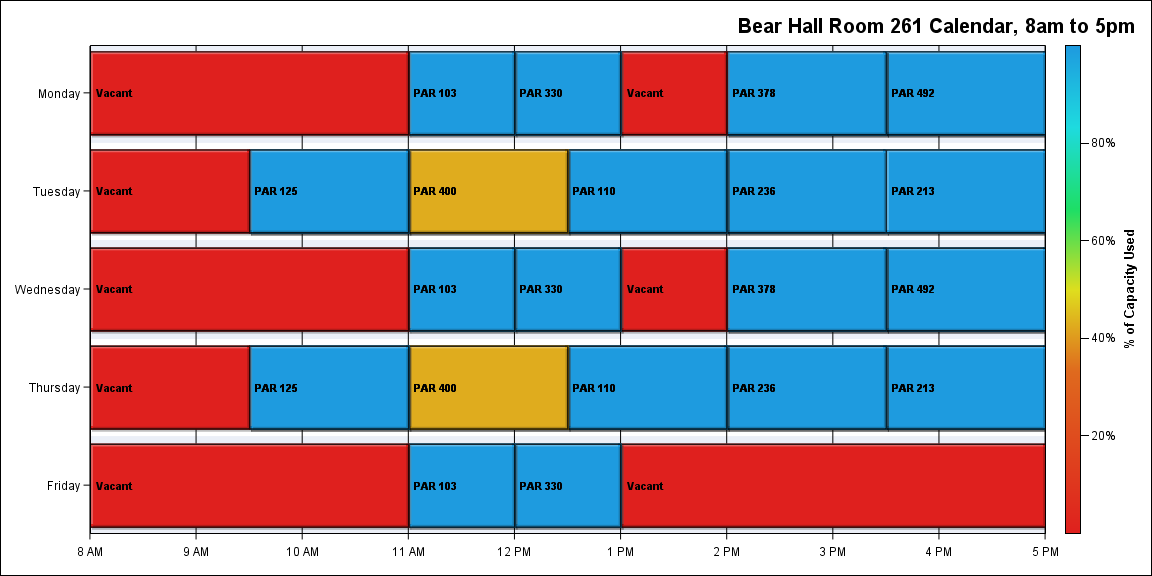 Bear Hall Room 261 Calendar, 8am to 5pm
Monday
Vacant
PAR 103
PAR 330
Vacant
PAR 378
PAR 492
Tuesday
Vacant
PAR 125
PAR 400
PAR 110
PAR 236
PAR 213
Wednesday
Vacant
PAR 103
PAR 330
Vacant
PAR 378
PAR 492
Thursday
Vacant
PAR 125
PAR 400
PAR 110
PAR 236
PAR 213
Friday
Vacant
PAR 103
PAR 330
Vacant
8 AM
9 AM
10 AM
11 AM
12 PM
1 PM
2 PM
3 PM
4 PM
5 PM
80%
60%
40%
20%
% of Capacity Used